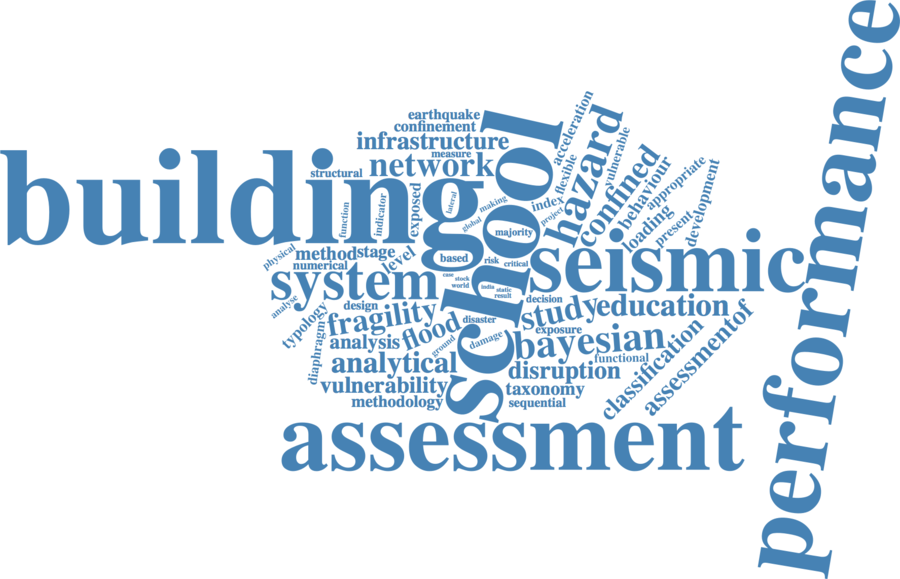 building
school
performance
assessment
seismic
system
hazard
network
infrastructure
earthquake
confinement
measure
structural
confined
acceleration
flexible
vulnerable
index
project
behaviour
appropriate
loading
present
development
exposed
indicator
function
lateral
making
global
majority
based
risk
critical
case
stock
world
india
static
result
physical
method
stage
level
numerical
analyse
typology
diaphragm
design
fragility
analysis
flood
ground
disaster
damage
analytical
vulnerability
methodology
decision
study
education
exposure
bayesian
functional
disruption
taxonomy
sequential
classification
assessmentof